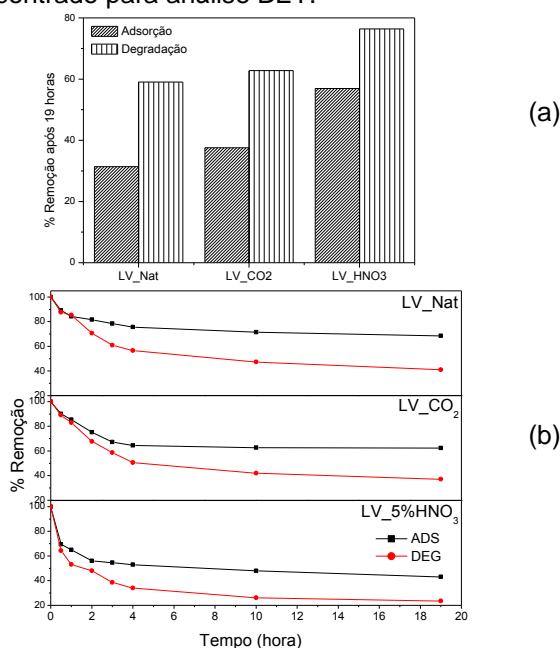 contrado para análise BET.
Adsorção
Degradação
(a)
80
60
40
20
0
% Remoção após 19 horas
LV_Nat LV_CO2 LV_HNO3
LV_Nat
100
80
60
40
20
LV_CO2
100
80
60
40
20
(b)
% Remoção
LV_5%HNO3
ADS
DEG
100
80
60
40
20
0 2 4 6 8 10 12 14 16 18 20
Tempo (hora)